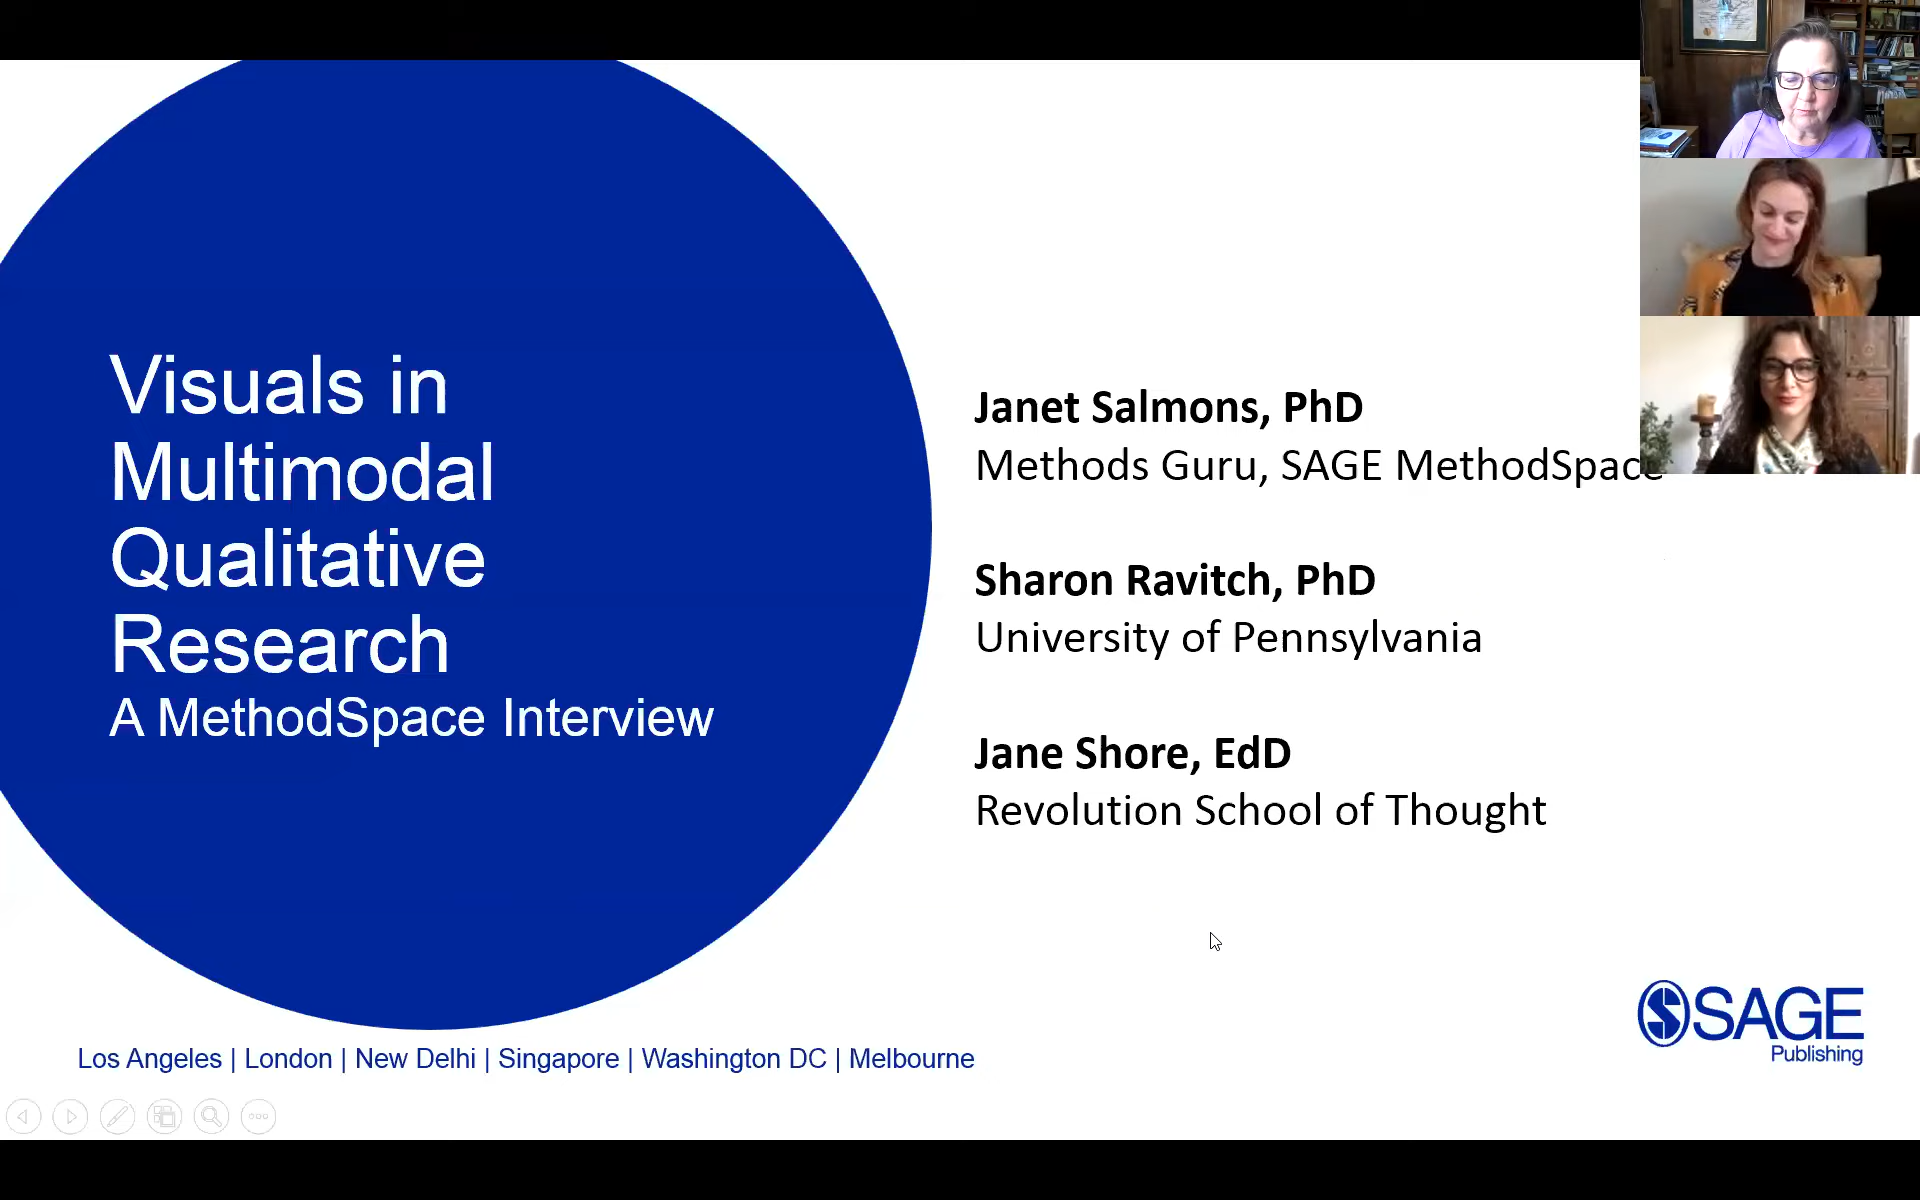 Visuals in
Multimodal
Qualitative
Research
A MethodSpace Interview
Janet Salmons, PhD
Methods Guru, SAGE MethodSpace
Sharon Ravitch, PhD
University of Pennsylvania
Jane Shore, EdD
Revolution School of Thought
Los Angeles | London | New Delhi | Singapore | Washington DC | Melbourne
SAGE
Publishing